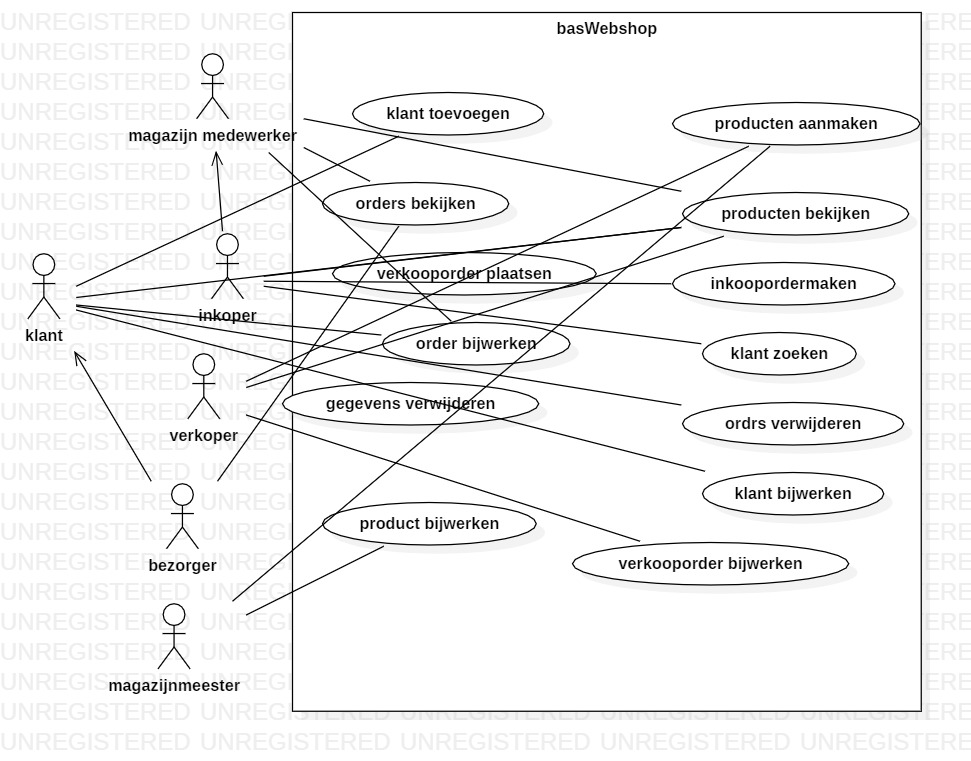 basWebshop
klant toevoegen
producten aanmaken
magazijn medewerker
orders bekijken
producten bekijken
verkooporder plaatsen
inkoopordermaken
inkoper
klant
order bijwerken
klant zoeken
gegevens verwijderen
ordrs verwijderen
verkoper
klant bijwerken
product bijwerken
verkooporder bijwerken
bezorger
magazijnmeester
UNREGISTERED UNREGISTERED UNREGISTERED UNREGISTERED UNREGISTERED